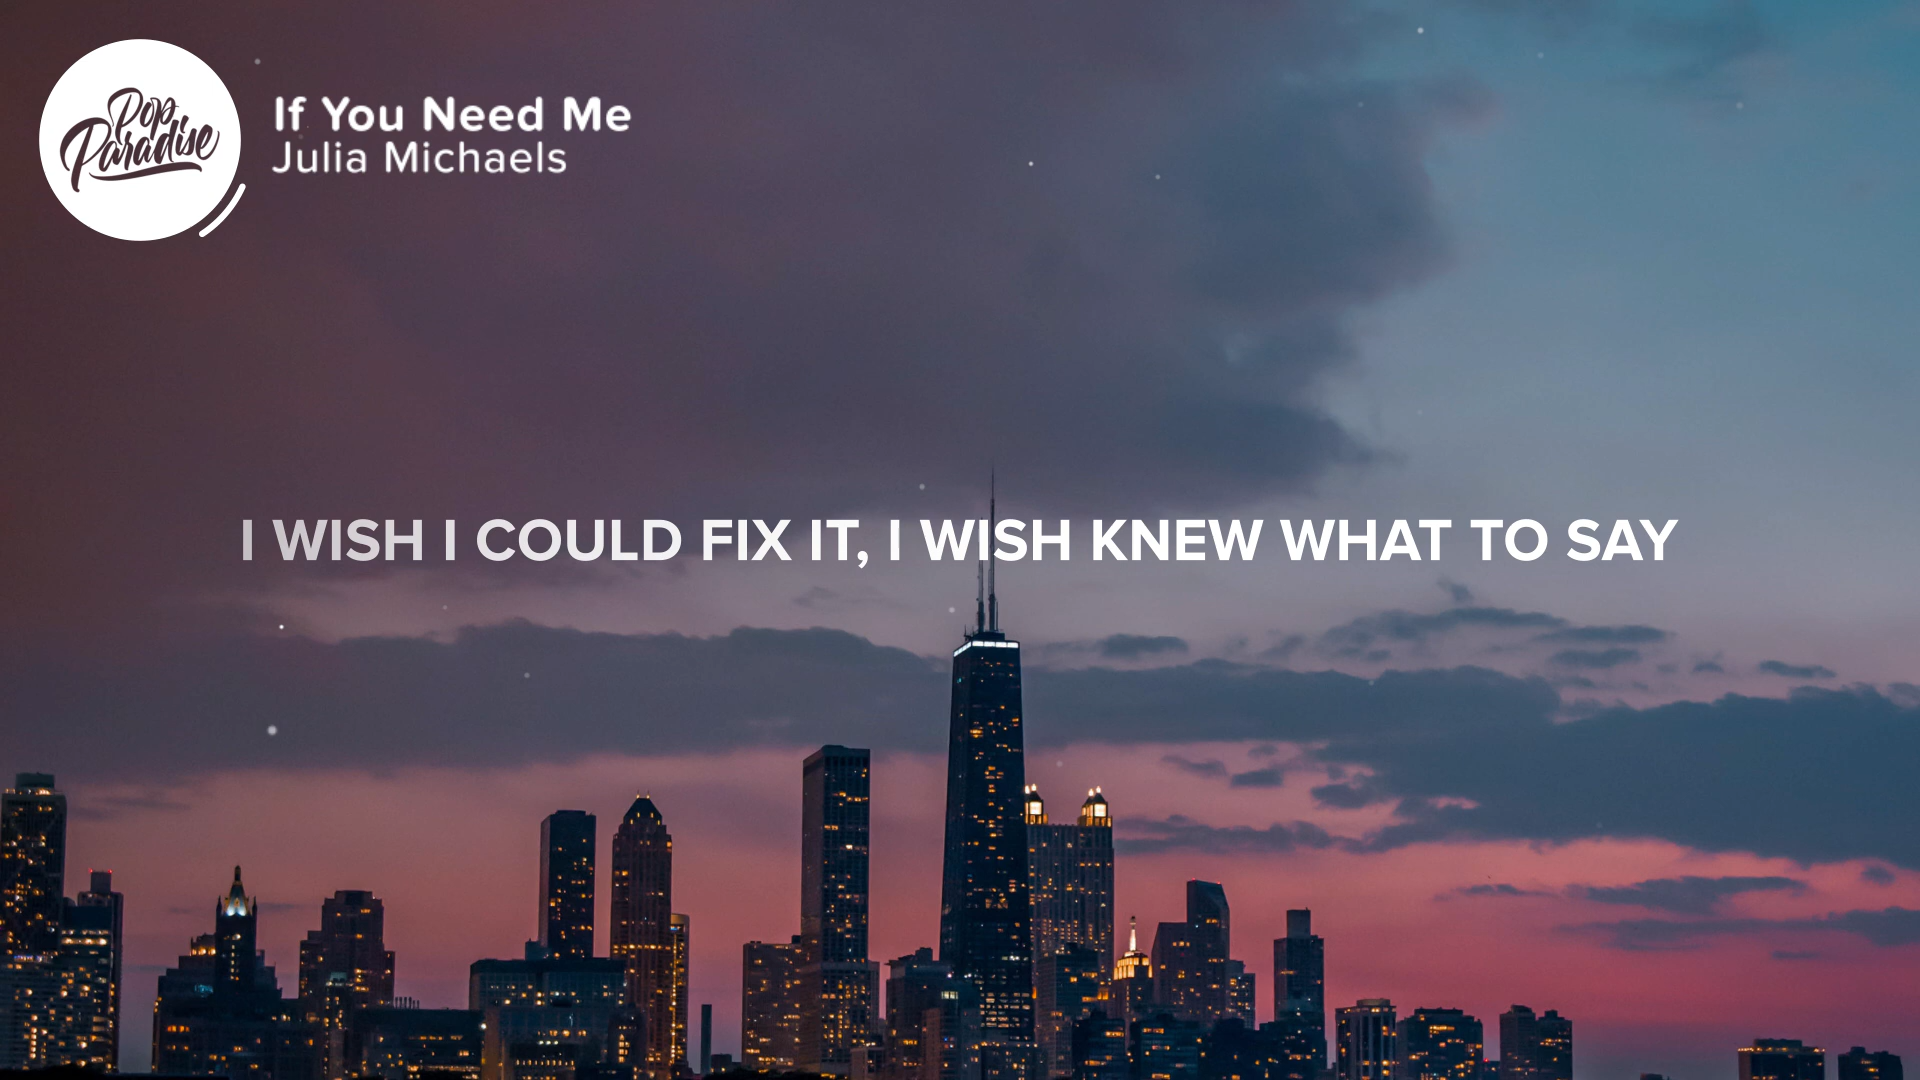 Pop
Paradise
If You Need Me
Julia Michaels
I WISH I COULD FIX IT, I WISH KNEW WHAT TO SAY